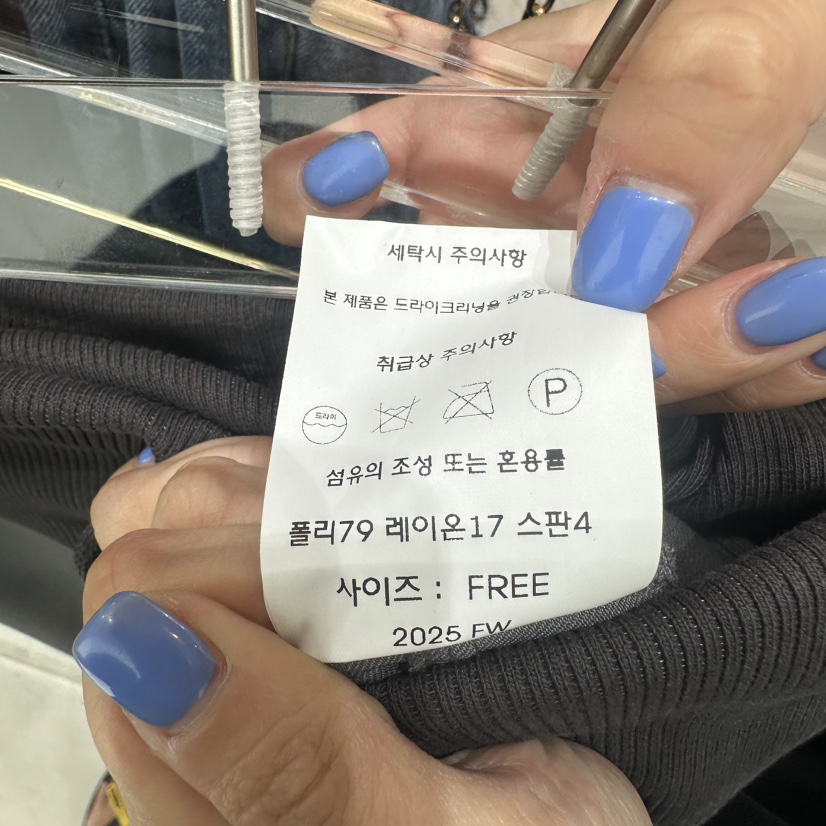 세탁시 주의사항
본 제품은 드라이크리닝을
취급상 주의사항
드라이
P
섬유의 조성 또는 혼용률
폴리79 레이온17 스판4
사이즈 : FREE
2025 FW